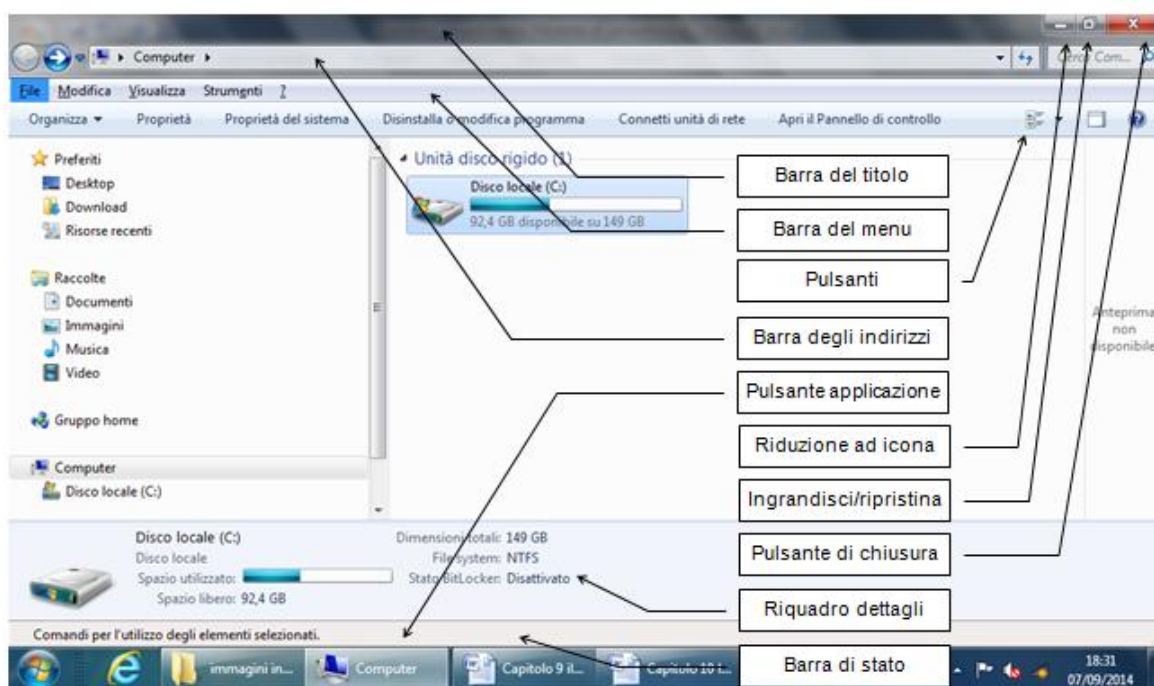 Computer
Cerca Com...
File Modifica Visualizza Strumenti ?
Organizza Proprietà Proprietà del sistema Disinstalla o modifica programma Connetti unità di rete Apri il Pannello di controllo
Preferiti
Desktop
Download
Risorse recenti
Raccolte
Documenti
Immagini
Musica
Video
Gruppo home
Computer
Disco locale (C:)
Unità disco rigido (1)
Disco locale (C:)
92,4 GB disponibile su 149 GB
Barra del titolo
Barra del menu
Pulsanti
Barra degli indirizzi
Pulsante applicazione
Riduzione ad icona
Ingrandisci/ripristina
Pulsante di chiusura
Riquadro dettagli
Barra di stato
Anteprima
non
disponibile
Disco locale (C:)
Disco locale
Spazio utilizzato:
Spazio libero: 92,4 GB
Dimensioni totali: 149 GB
File system: NTFS
Stato BitLocker: Disattivato
Comandi per l'utilizzo degli elementi selezionati.
immagini in... Computer Capitolo 9 il... Capitolo 10 I...
18:31
07/09/2014